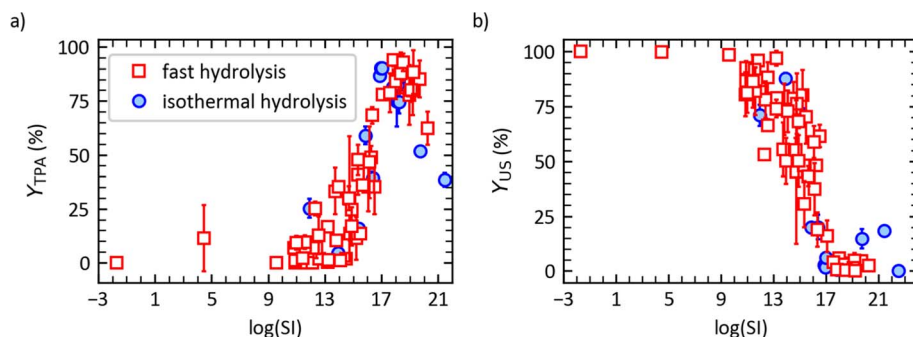 a)
100
75
50
25
0
Y_TPA (%)
fast hydrolysis
isothermal hydrolysis
−3 1 5 9 13 17 21
log(SI)
b)
100
75
50
25
0
Y_US (%)
−3 1 5 9 13 17 21
log(SI)